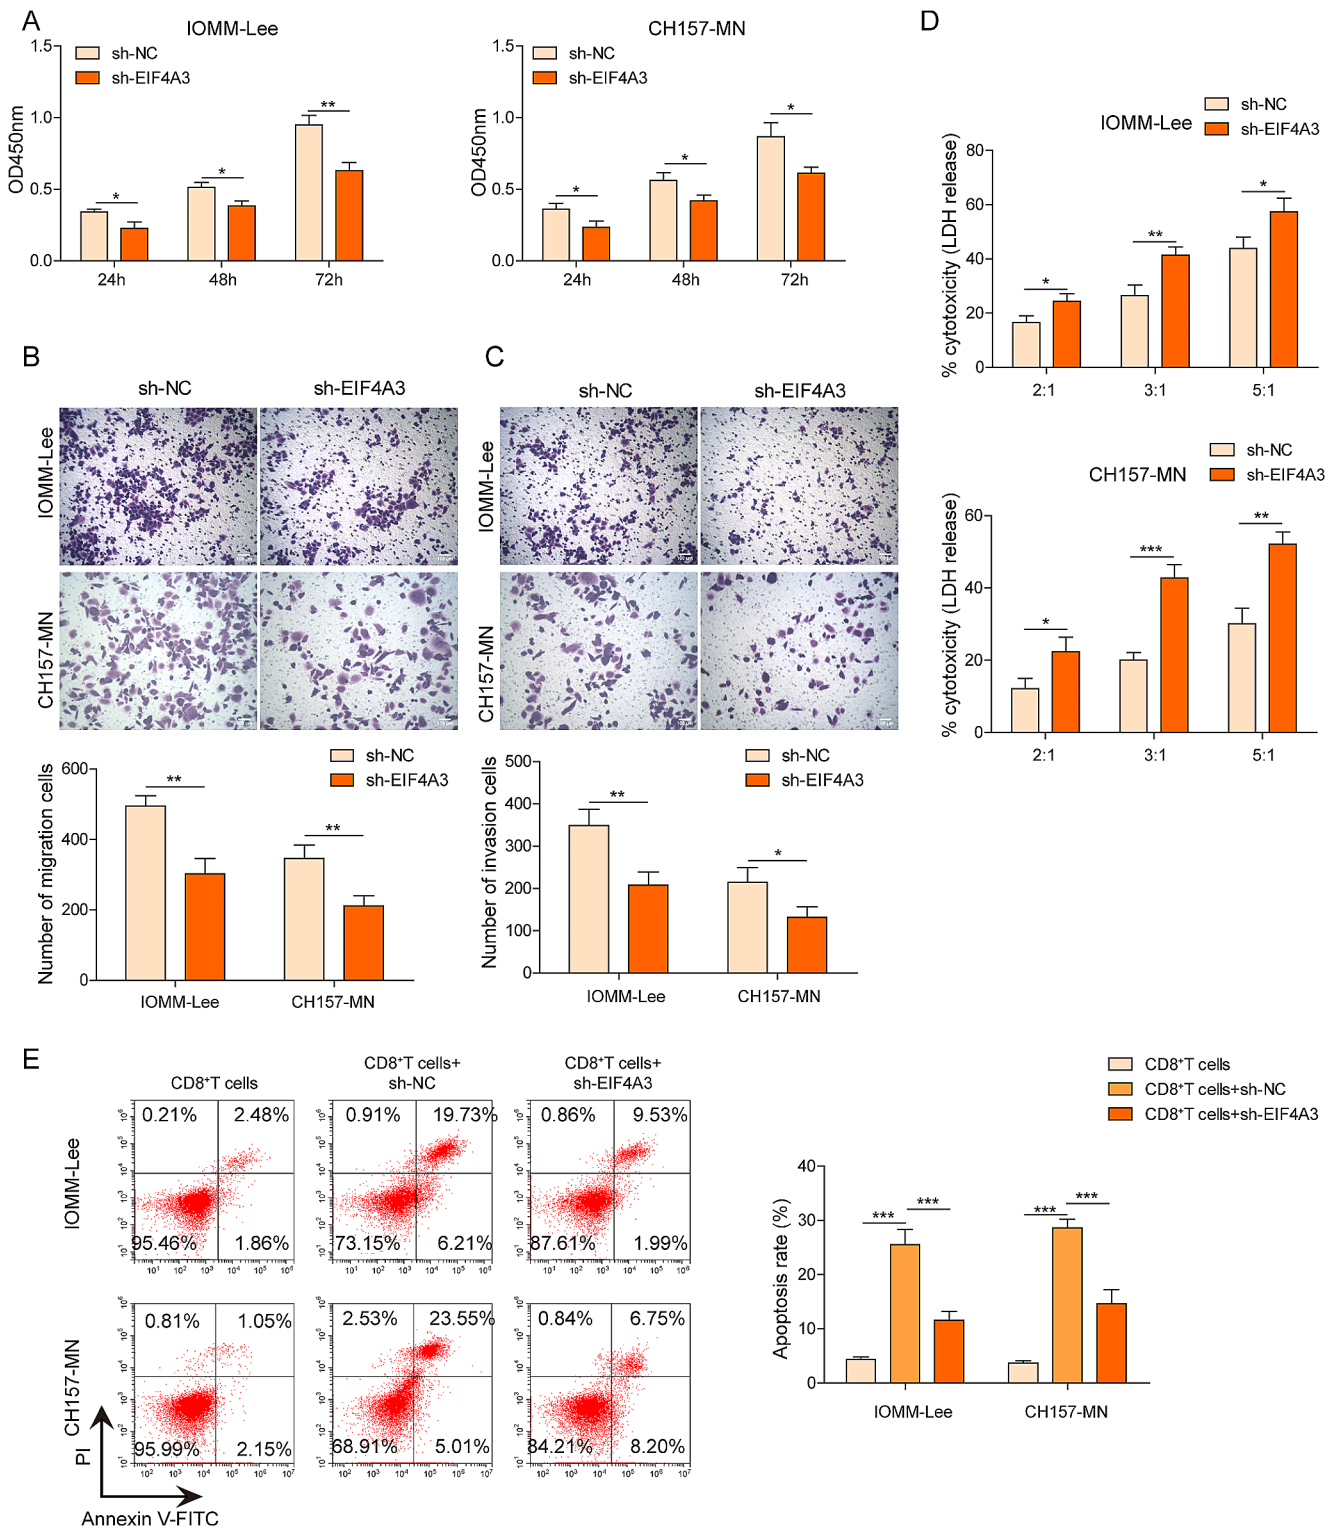 A
IOMM-Lee
sh-NC
sh-EIF4A3
OD450nm
1.5
1.0
0.5
0.0
*
*
**
24h
48h
72h
CH157-MN
sh-NC
sh-EIF4A3
OD450nm
1.5
1.0
0.5
0.0
*
*
*
24h
48h
72h
B
sh-NC
sh-EIF4A3
IOMM-Lee
CH157-MN
sh-NC
sh-EIF4A3
Number of migration cells
600
400
200
0
**
**
IOMM-Lee
CH157-MN
C
sh-NC
sh-EIF4A3
IOMM-Lee
CH157-MN
sh-NC
sh-EIF4A3
Number of invasion cells
500
400
300
200
100
0
**
*
IOMM-Lee
CH157-MN
D
IOMM-Lee
sh-NC
sh-EIF4A3
% cytotoxicity (LDH release)
80
60
40
20
0
*
**
*
2:1
3:1
5:1
CH157-MN
sh-NC
sh-EIF4A3
% cytotoxicity (LDH release)
60
40
20
0
*
***
**
2:1
3:1
5:1
E
CD8⁺T cells
CD8⁺T cells+
sh-NC
CD8⁺T cells+
sh-EIF4A3
IOMM-Lee
0.21% 2.48%
95.46% 1.86%
0.91% 19.73%
73.15% 6.21%
0.86% 9.53%
87.61% 1.99%
CH157-MN
0.81% 1.05%
95.99% 2.15%
2.53% 23.55%
68.91% 5.01%
0.84% 6.75%
84.21% 8.20%
PI
Annexin V-FITC
CD8⁺T cells
CD8⁺T cells+sh-NC
CD8⁺T cells+sh-EIF4A3
Apoptosis rate (%)
40
30
20
10
0
***
***
***
***
IOMM-Lee
CH157-MN